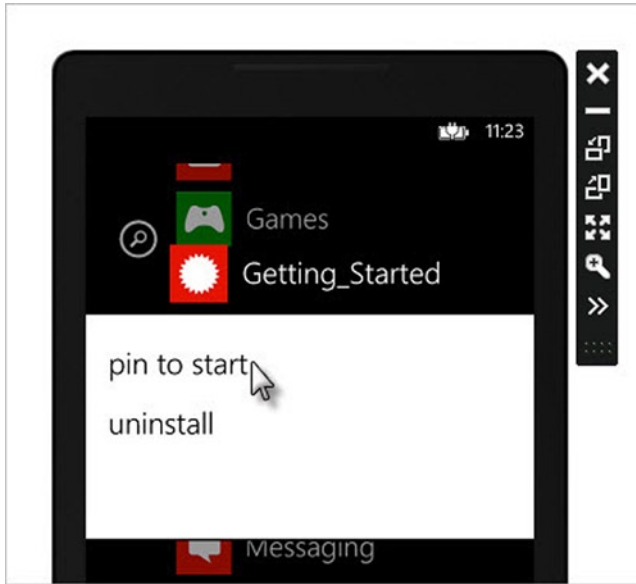 11:23
Games
Getting_Started
pin to start
uninstall
Messaging